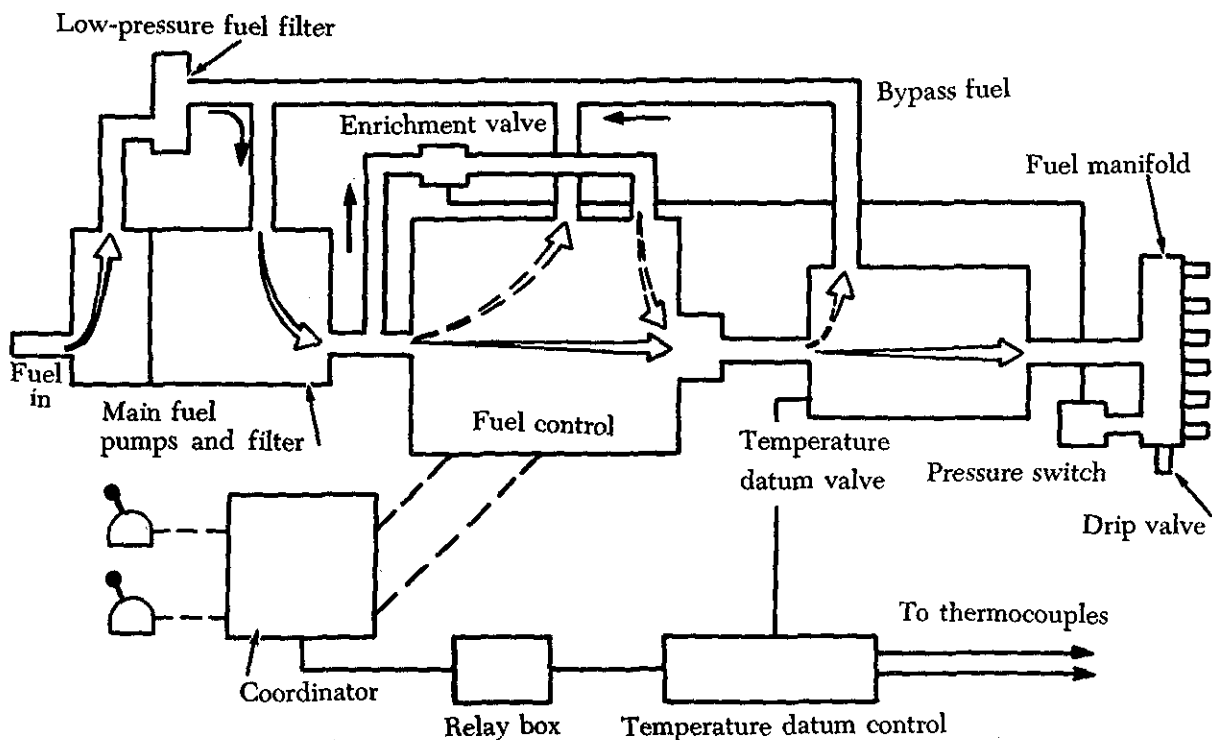 Low-pressure fuel filter
Bypass fuel
Enrichment valve
Fuel manifold
Fuel
in
Main fuel
pumps and filter
Fuel control
Temperature
datum valve
Pressure switch
Drip valve
To thermocouples
Coordinator
Relay box
Temperature datum control